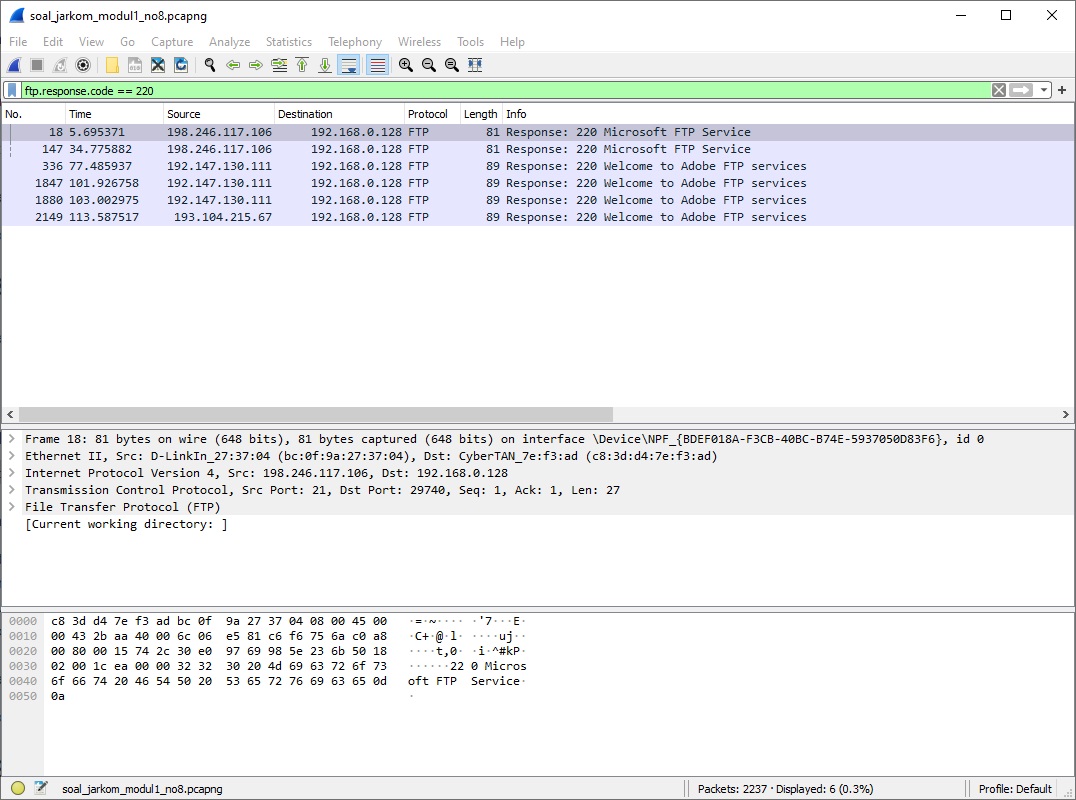 soal_jarkom_modul1_no8.pcapng
File Edit View Go Capture Analyze Statistics Telephony Wireless Tools Help
ftp.response.code == 220
No. Time Source Destination Protocol Length Info
18 5.695371 198.246.117.106 192.168.0.128 FTP 81 Response: 220 Microsoft FTP Service
147 34.775882 198.246.117.106 192.168.0.128 FTP 81 Response: 220 Microsoft FTP Service
336 77.485937 192.147.130.111 192.168.0.128 FTP 89 Response: 220 Welcome to Adobe FTP services
1847 101.926758 192.147.130.111 192.168.0.128 FTP 89 Response: 220 Welcome to Adobe FTP services
1880 103.002975 192.147.130.111 192.168.0.128 FTP 89 Response: 220 Welcome to Adobe FTP services
2149 113.587517 193.104.215.67 192.168.0.128 FTP 89 Response: 220 Welcome to Adobe FTP services
Frame 18: 81 bytes on wire (648 bits), 81 bytes captured (648 bits) on interface \Device\NPF_{BDEF018A-F3CB-40BC-B74E-5937050D83F6}, id 0
Ethernet II, Src: D-LinkIn_27:37:04 (bc:0f:9a:27:37:04), Dst: CyberTAN_7e:f3:ad (c8:3d:d4:7e:f3:ad)
Internet Protocol Version 4, Src: 198.246.117.106, Dst: 192.168.0.128
Transmission Control Protocol, Src Port: 21, Dst Port: 29740, Seq: 1, Ack: 1, Len: 27
File Transfer Protocol (FTP)
[Current working directory: ]
0000 c8 3d d4 7e f3 ad bc 0f 9a 27 37 04 08 00 45 00 ·=·~···· ·'7···E·
0010 00 43 2b aa 40 00 6c 06 e5 81 c6 f6 75 6a c0 a8 ·C+·@·l· ····uj··
0020 00 80 00 15 74 2c 30 e0 97 69 98 5e 23 6b 50 18 ····t,0· ·i·^#kP·
0030 02 00 1c ea 00 00 32 32 30 20 4d 69 63 72 6f 73 ······22 0 Micros
0040 6f 66 74 20 46 54 50 20 53 65 72 76 69 63 65 0d oft FTP  Service·
0050 0a ·
soal_jarkom_modul1_no8.pcapng Packets: 2237 · Displayed: 6 (0.3%) Profile: Default